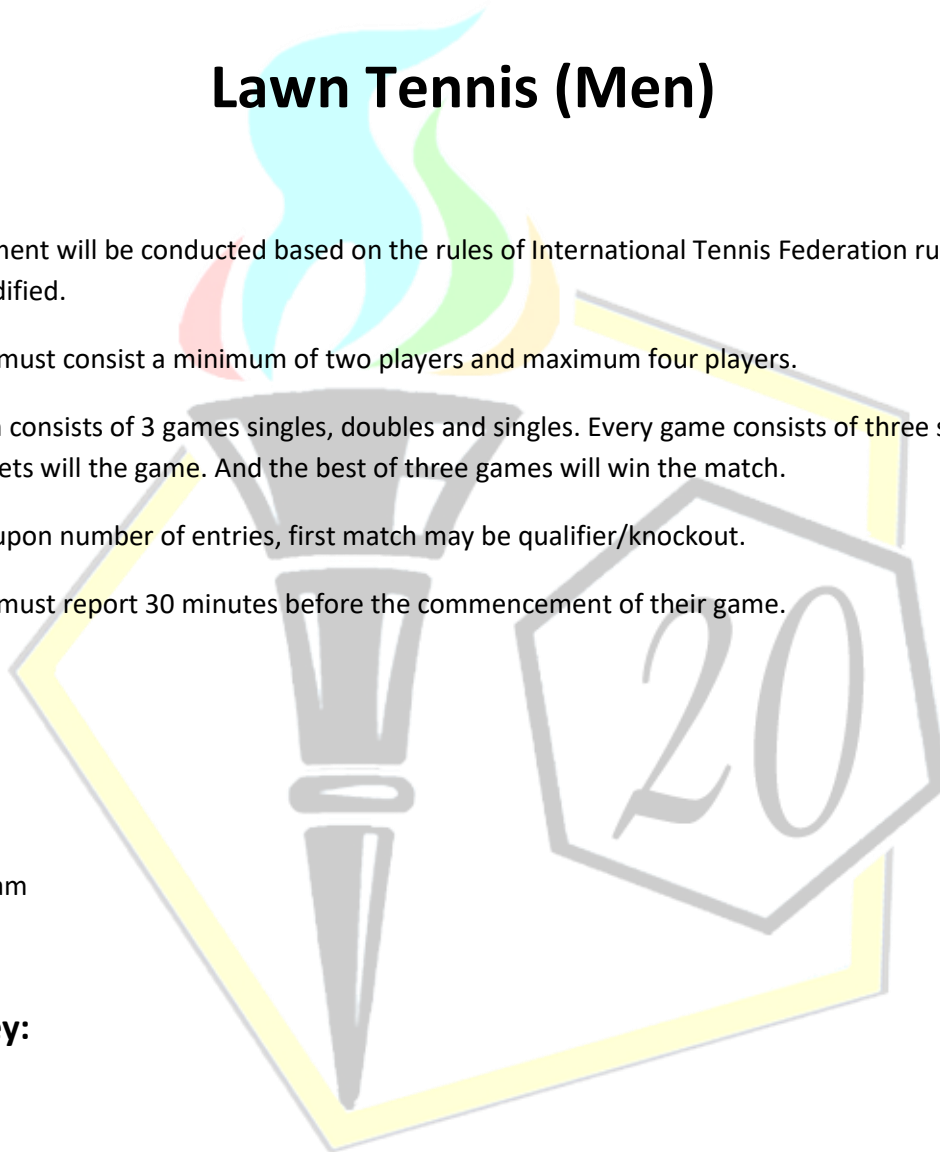 Lawn Tennis (Men)
ment will be conducted based on the rules of International Tennis Federation ru
dified.
must consist a minimum of two players and maximum four players.
consists of 3 games singles, doubles and singles. Every game consists of three s
ets will the game. And the best of three games will win the match.
upon number of entries, first match may be qualifier/knockout.
must report 30 minutes before the commencement of their game.
20
am
ey: